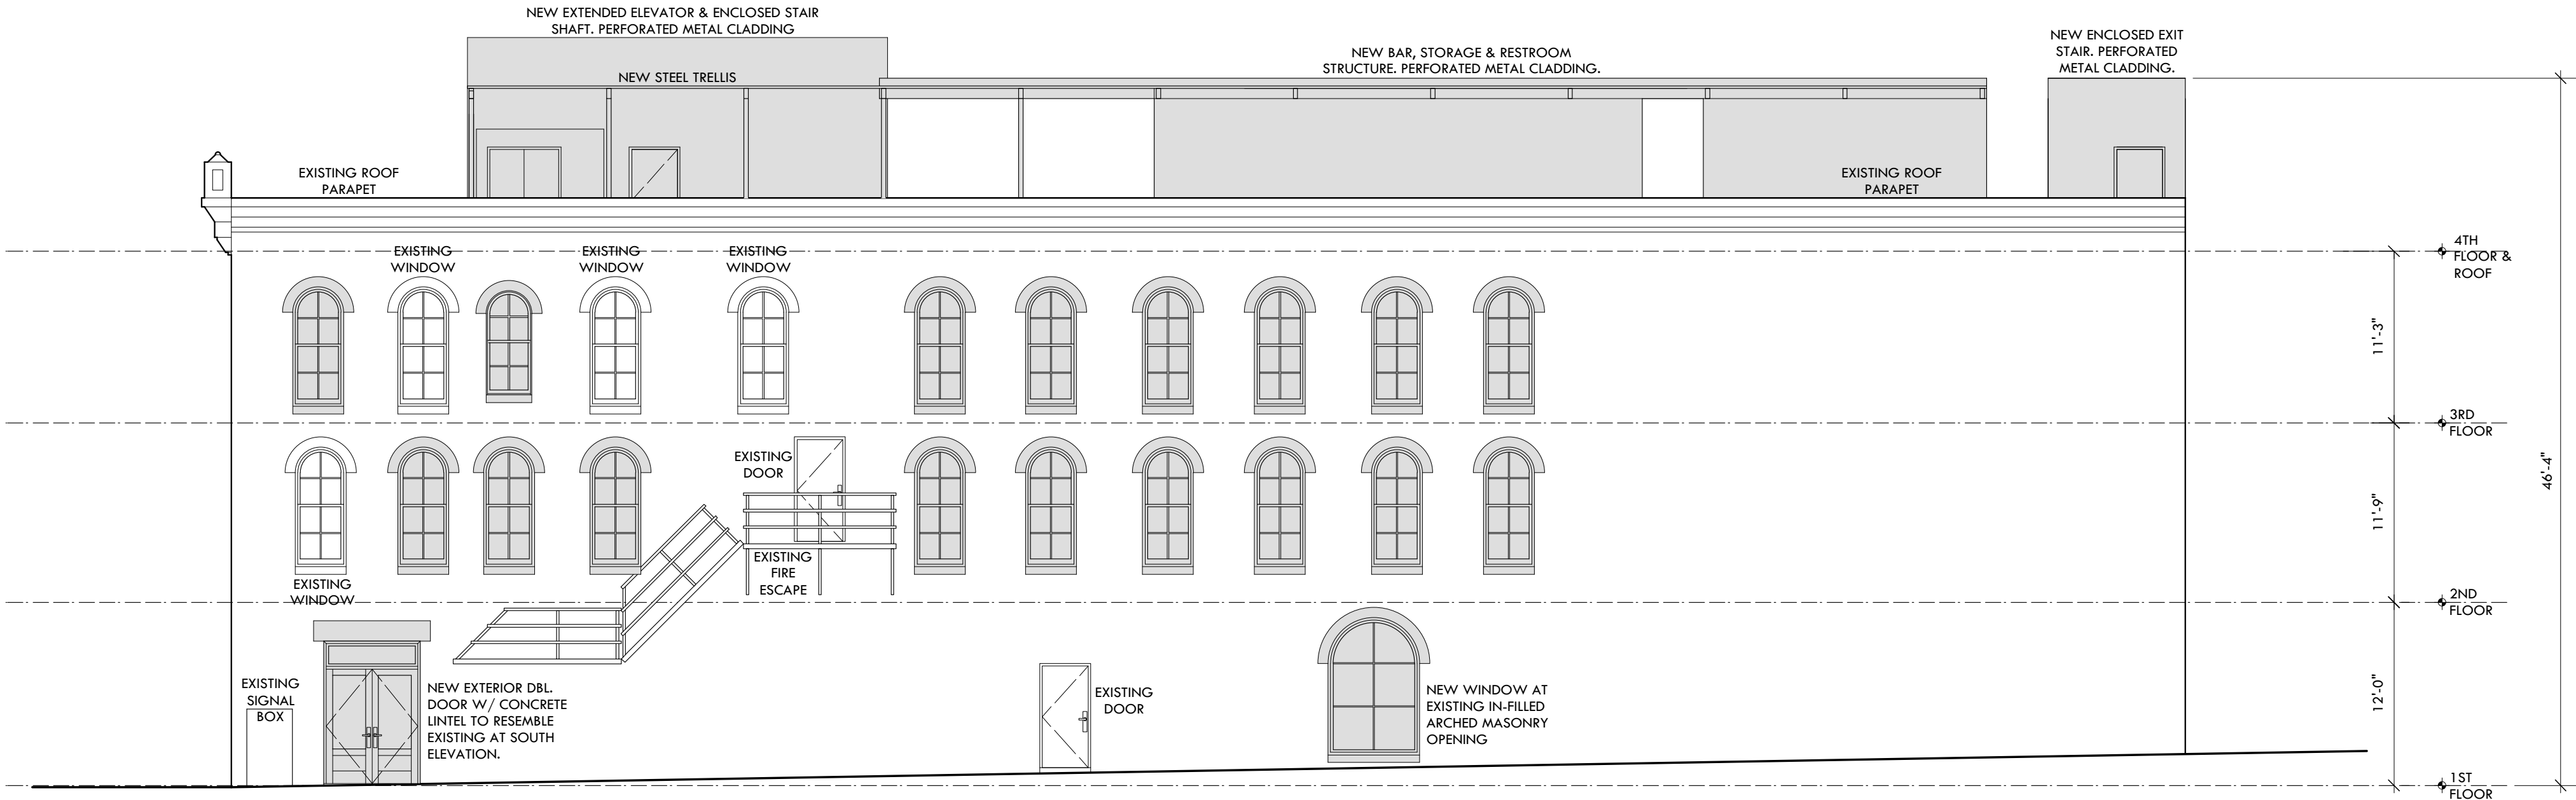 NEW EXTENDED ELEVATOR & ENCLOSED STAIR
SHAFT. PERFORATED METAL CLADDING
NEW STEEL TRELLIS
NEW BAR, STORAGE & RESTROOM
STRUCTURE. PERFORATED METAL CLADDING.
NEW ENCLOSED EXIT
STAIR. PERFORATED
METAL CLADDING.
EXISTING ROOF
PARAPET
EXISTING ROOF
PARAPET
EXISTING
WINDOW
EXISTING
WINDOW
EXISTING
WINDOW
4TH
FLOOR &
ROOF
11'-3"
3RD
FLOOR
46'-4"
EXISTING
DOOR
11'-9"
EXISTING
FIRE
ESCAPE
EXISTING
WINDOW
2ND
FLOOR
EXISTING
SIGNAL
BOX
NEW EXTERIOR DBL.
DOOR W/ CONCRETE
LINTEL TO RESEMBLE
EXISTING AT SOUTH
ELEVATION.
EXISTING
DOOR
NEW WINDOW AT
EXISTING IN-FILLED
ARCHED MASONRY
OPENING
12'-0"
1ST
FLOOR